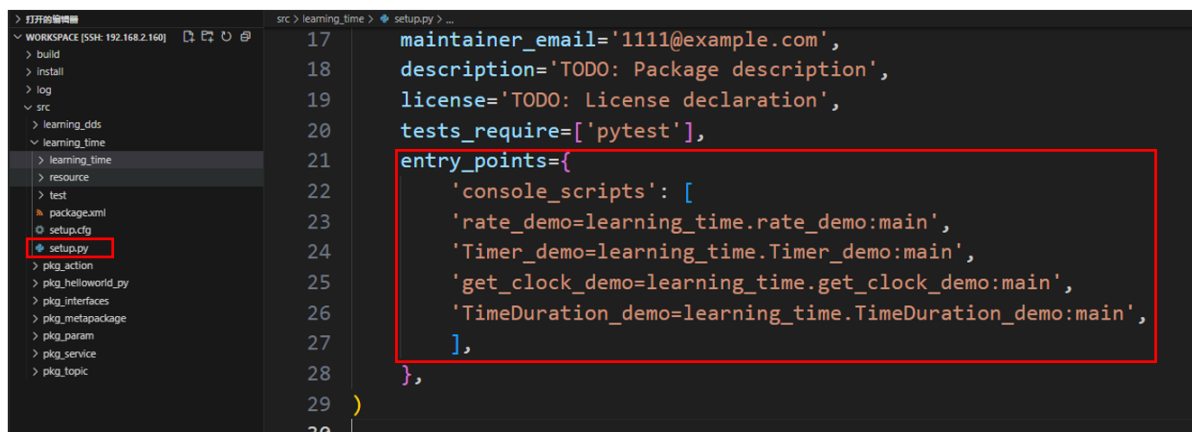 打开的编辑器
WORKSPACE [SSH: 192.168.2.160]
build
install
log
src
learning_dds
learning_time
learning_time
resource
test
package.xml
setup.cfg
setup.py
pkg_action
pkg_helloworld_py
pkg_interfaces
pkg_metapackage
pkg_param
pkg_service
pkg_topic
src > learning_time > setup.py > ...
17 maintainer_email='1111@example.com',
18 description='TODO: Package description',
19 license='TODO: License declaration',
20 tests_require=['pytest'],
21 entry_points={
22 'console_scripts': [
23 'rate_demo=learning_time.rate_demo:main',
24 'Timer_demo=learning_time.Timer_demo:main',
25 'get_clock_demo=learning_time.get_clock_demo:main',
26 'TimeDuration_demo=learning_time.TimeDuration_demo:main',
27 ],
28 },
29 )
30